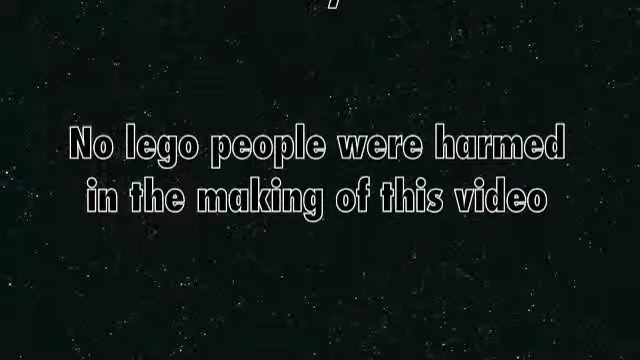 No lego people were harmed
in the making of this video